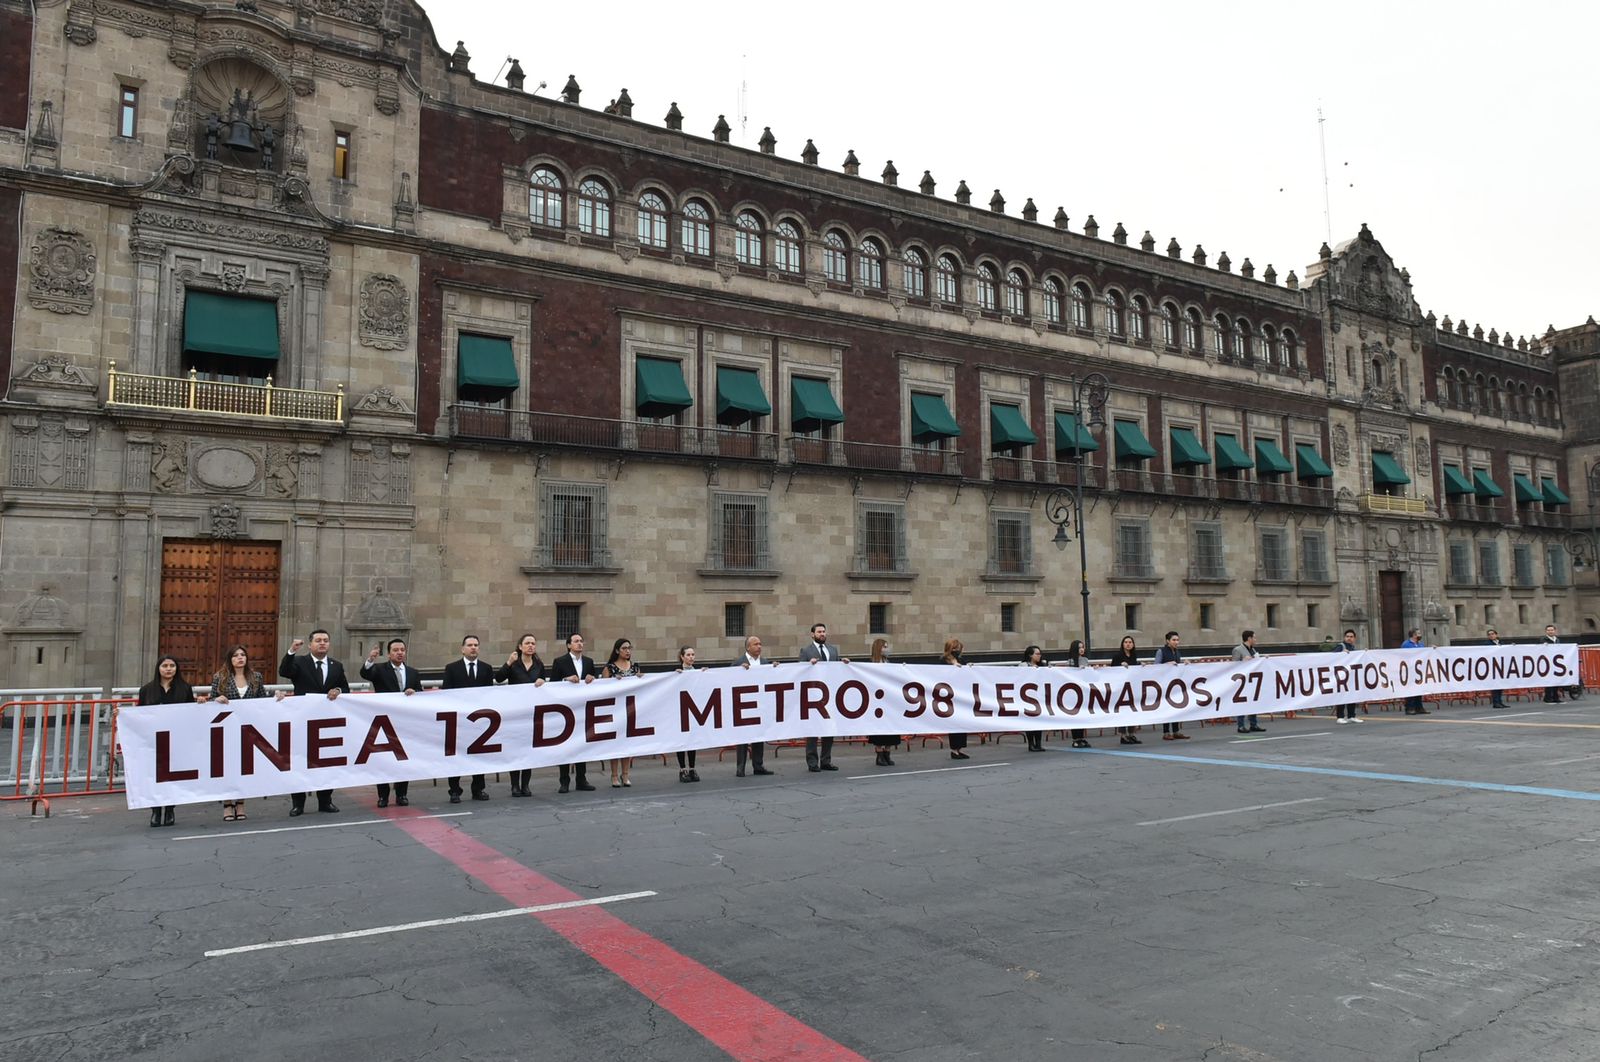 LÍNEA 12 DEL METRO: 98 LESIONADOS, 27 MUERTOS, 0 SANCIONADOS.